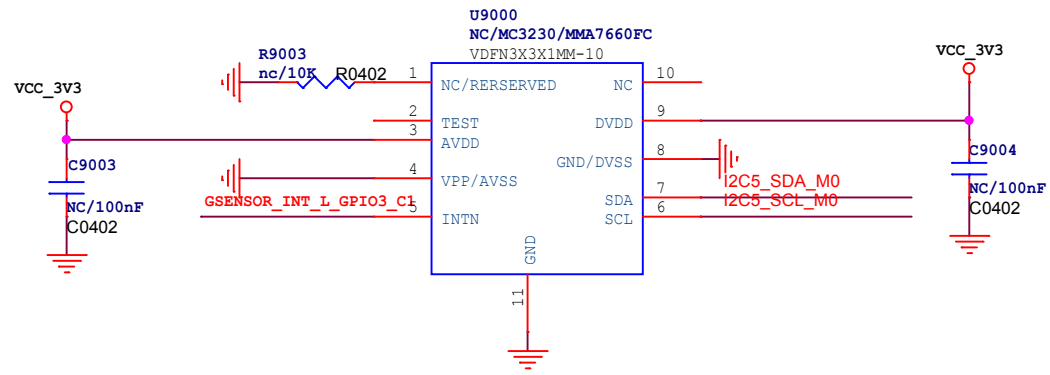 U9000
NC/MC3230/MMA7660FC
VDFN3X3X1MM-10
R9003
nc/10K
R0402
VCC_3V3
C9003
NC/100nF
C0402
1
NC/RERSERVED
2
TEST
3
AVDD
4
VPP/AVSS
GSENSOR_INT_L_GPIO3_C1
5
INTN
10
NC
9
DVDD
8
GND/DVSS
I2C5_SDA_M0
7
SDA
I2C5_SCL_M0
6
SCL
GND
11
VCC_3V3
C9004
NC/100nF
C0402